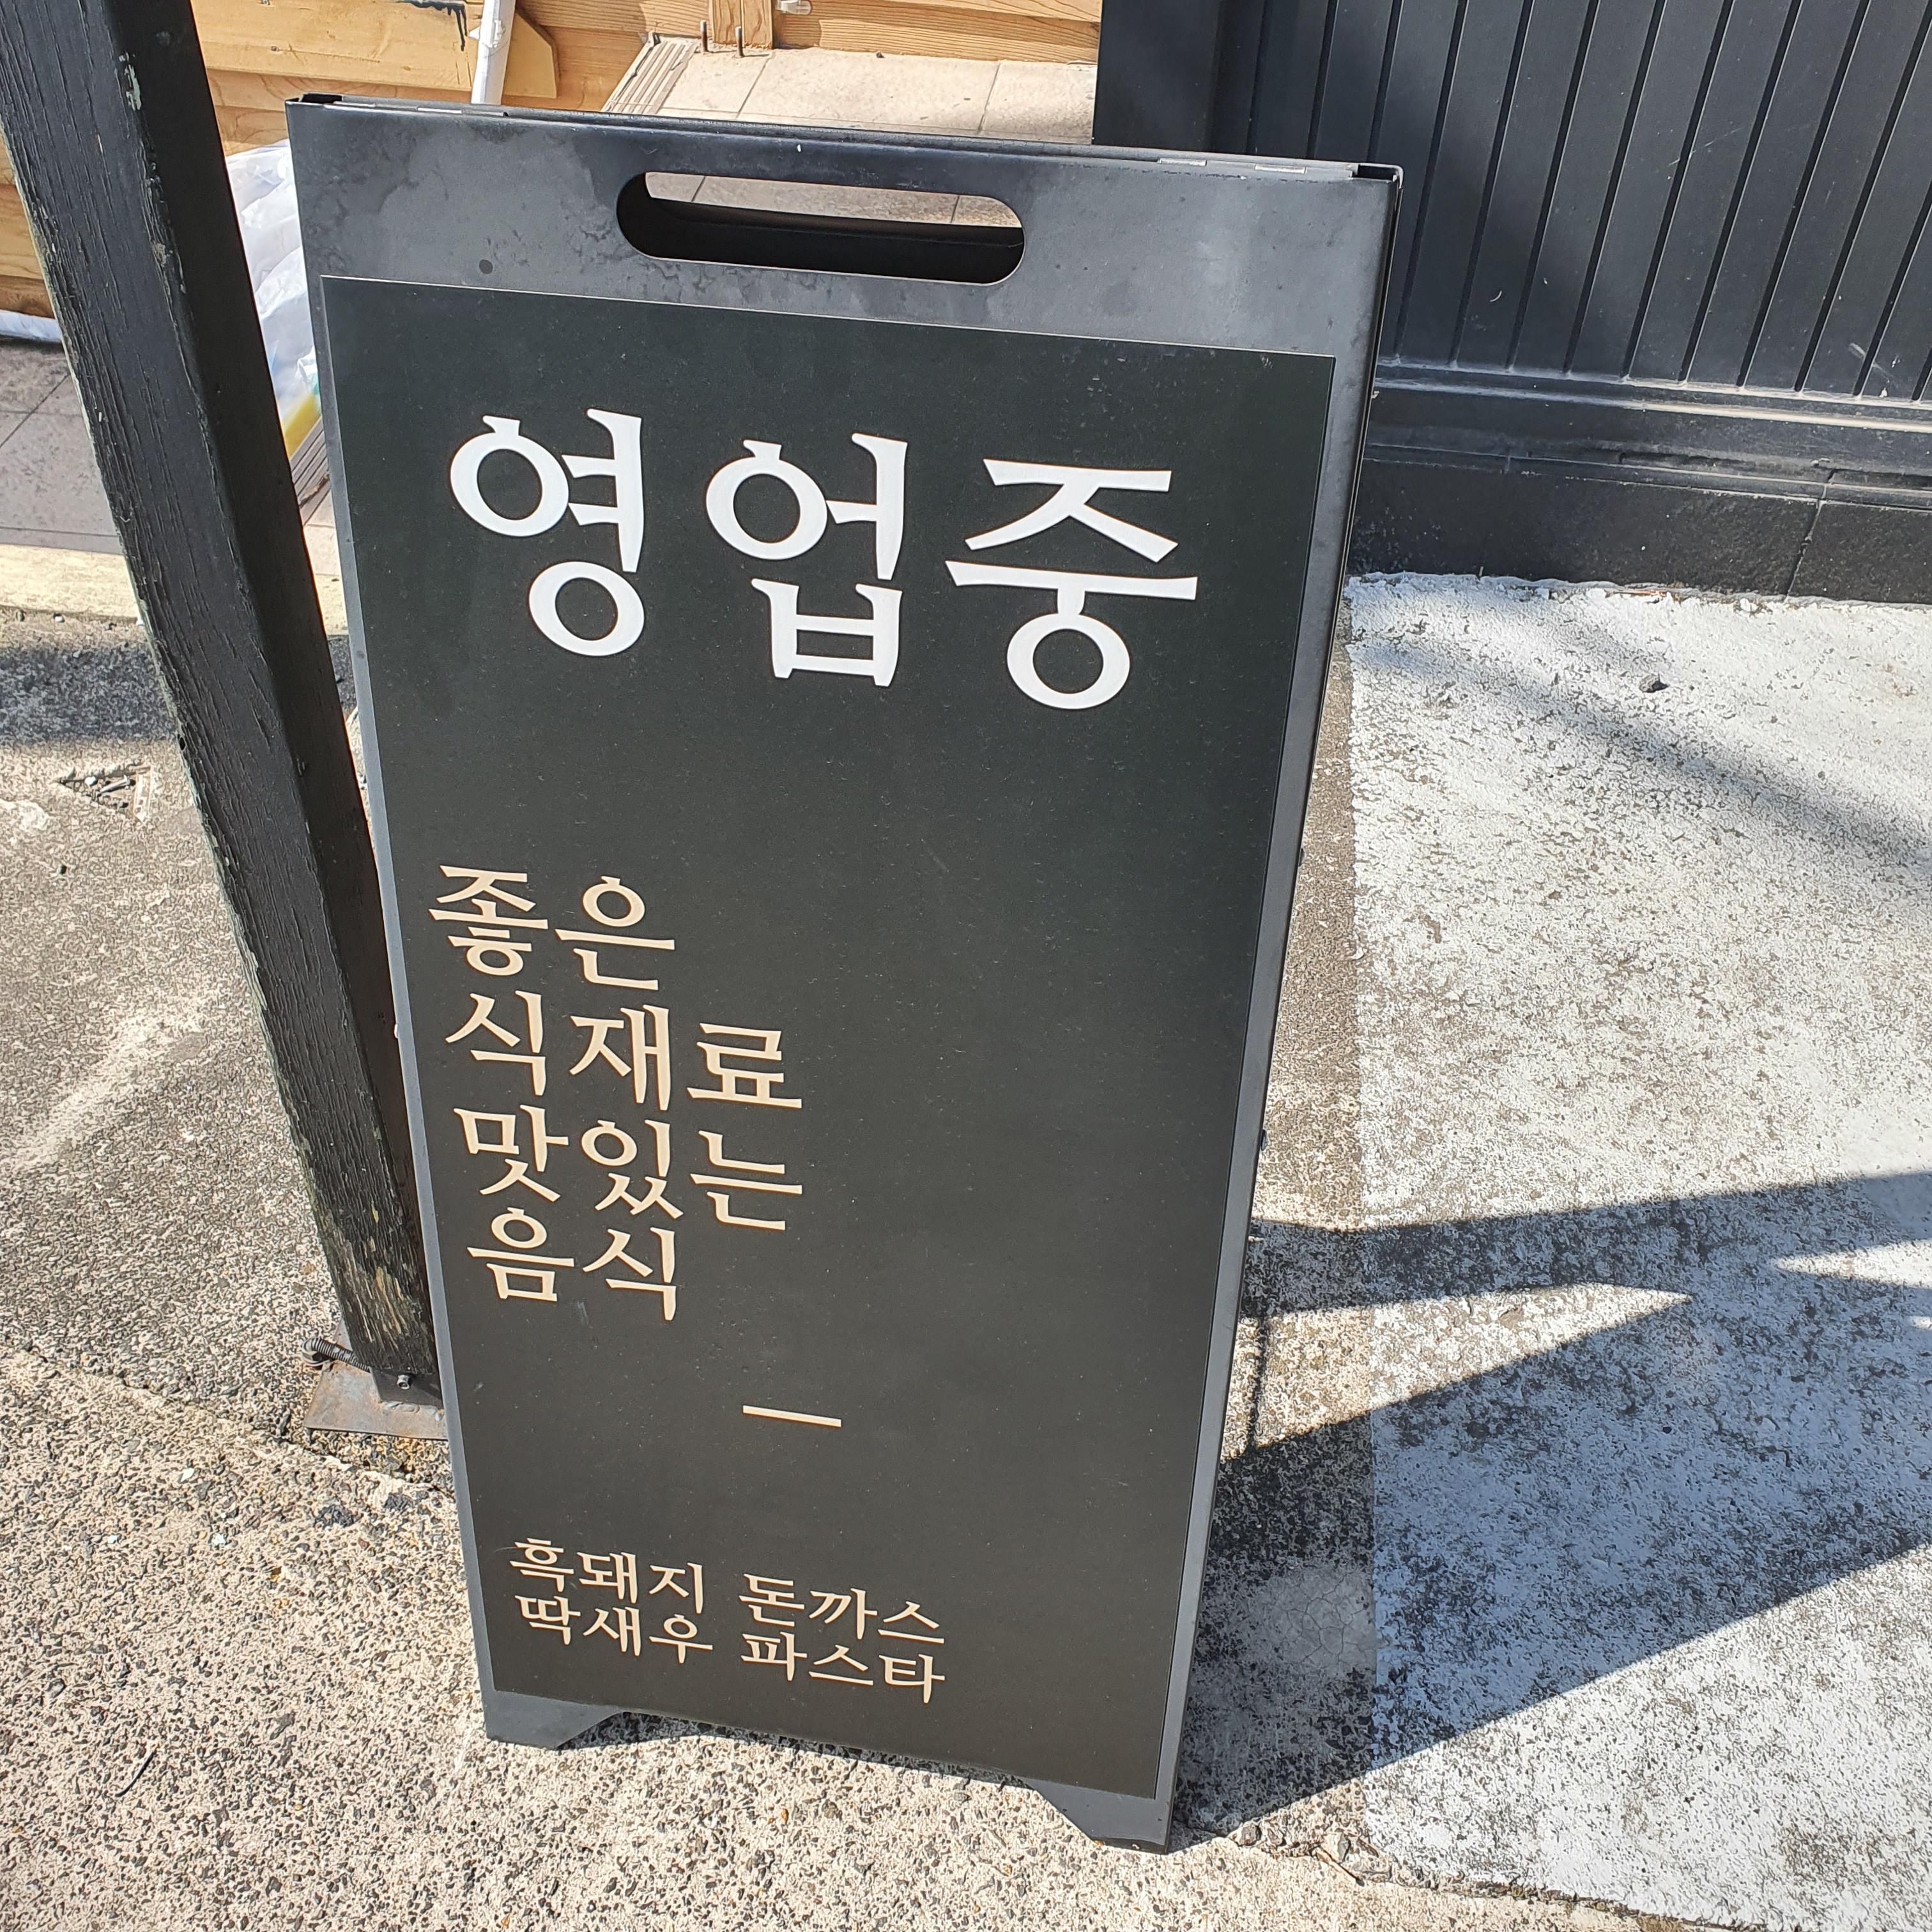 영업중
좋은
식재료
맛있는
음식
—
흑돼지 돈까스
딱새우 파스타